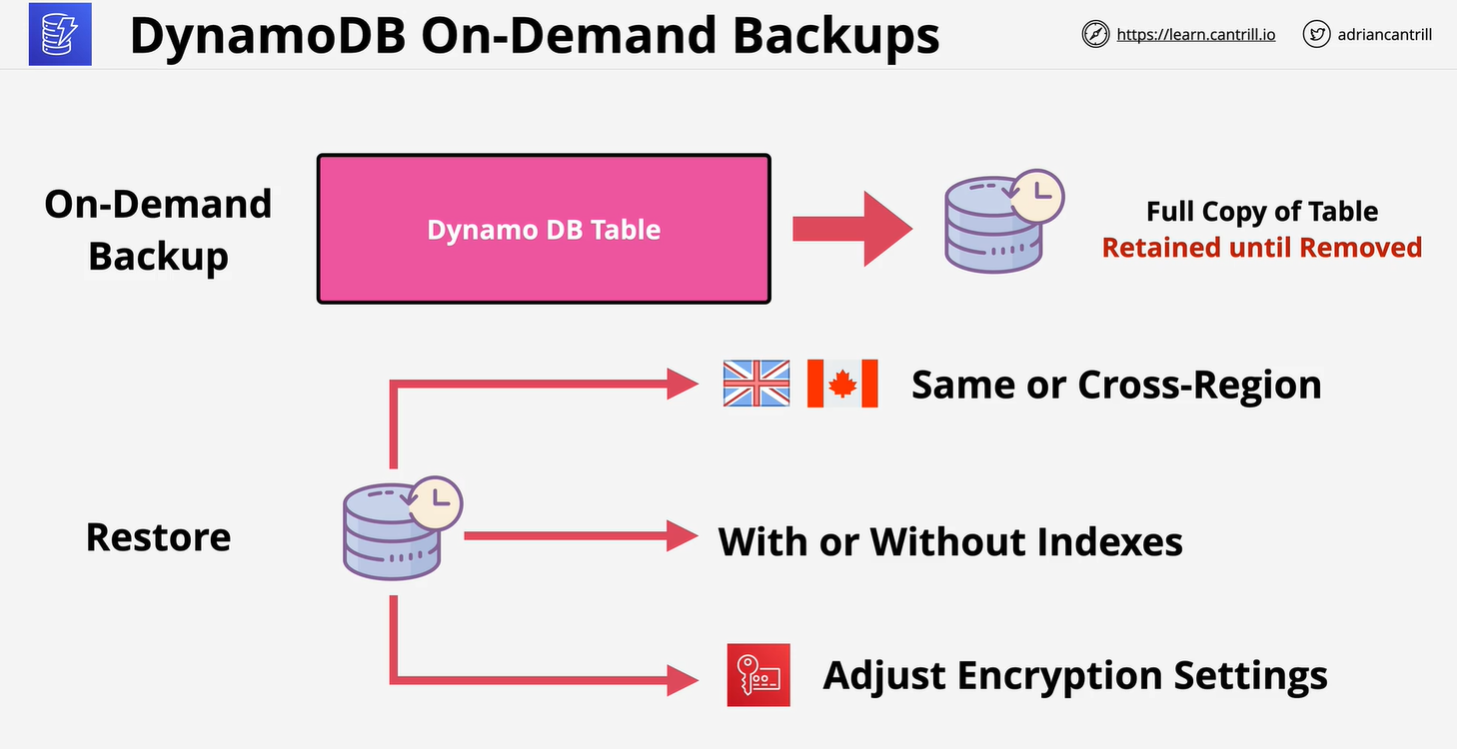 DynamoDB On-Demand Backups
https://learn.cantrill.io
adriancantrill
On-Demand
Backup
Dynamo DB Table
Full Copy of Table
Retained until Removed
Same or Cross-Region
Restore
With or Without Indexes
Adjust Encryption Settings